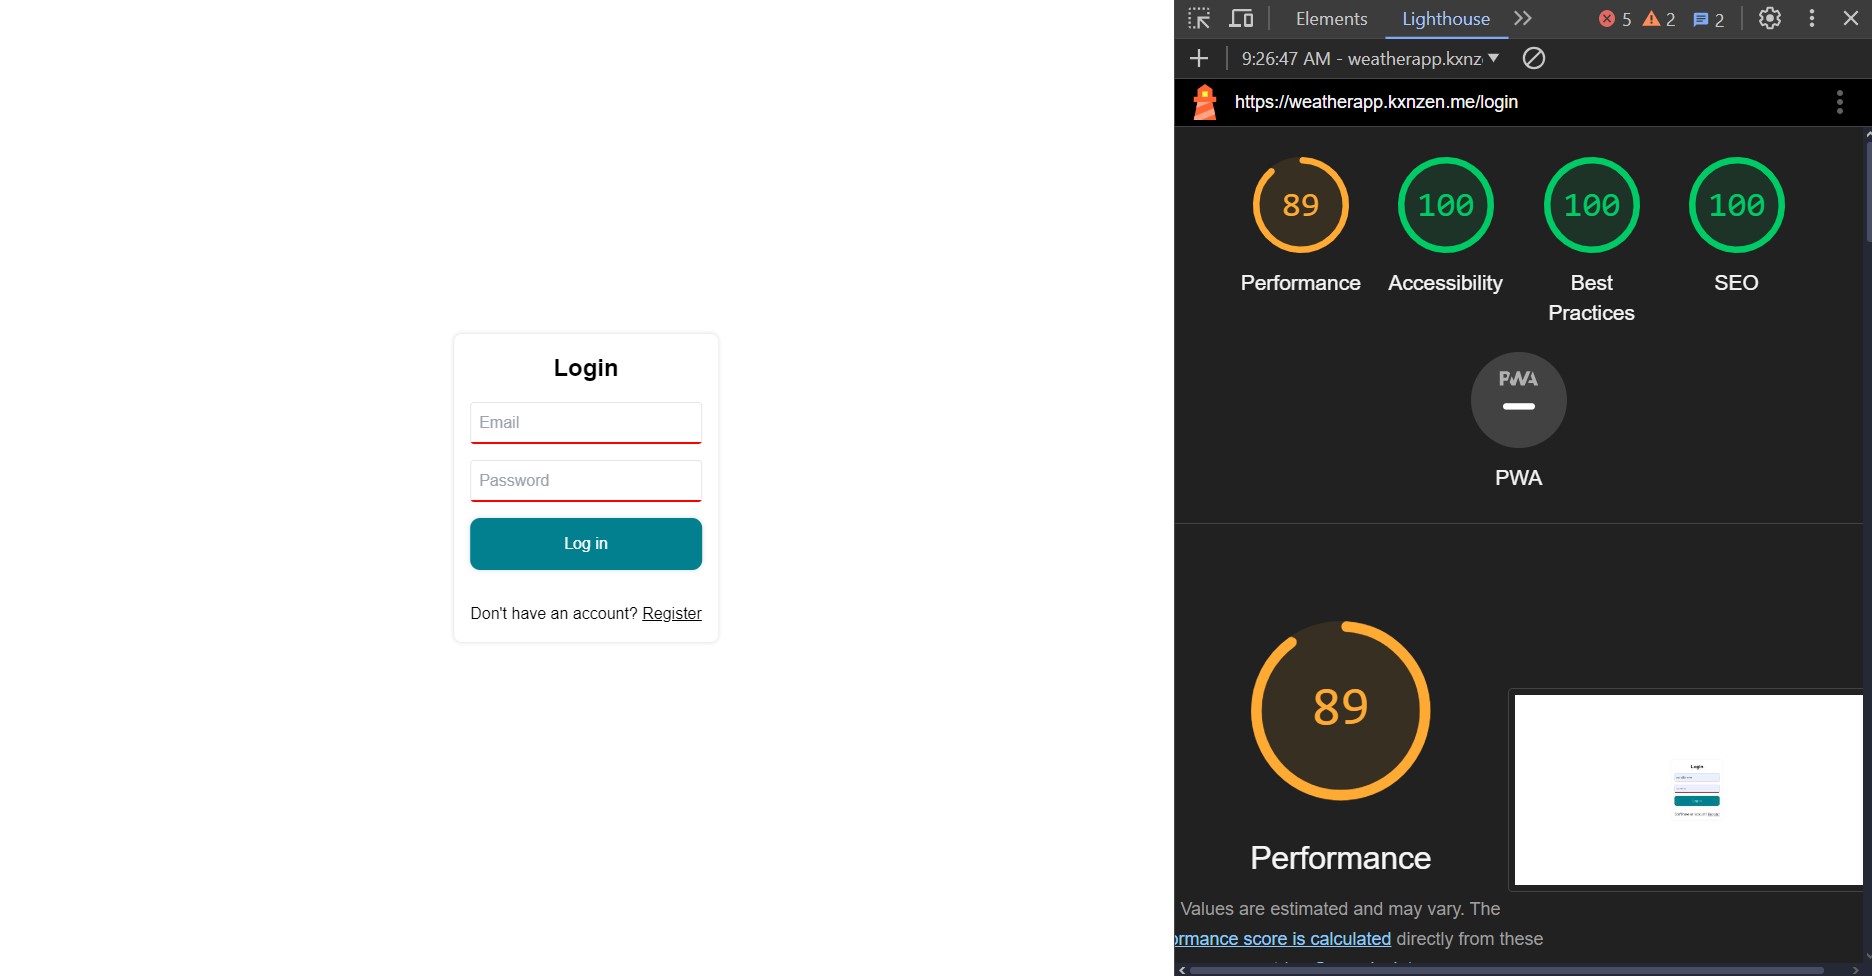 Login
Email
Password
Log in
Don't have an account? Register
Elements
Lighthouse
5
2
2
9:26:47 AM - weatherapp.kxnz
https://weatherapp.kxnzen.me/login
89
100
100
100
Performance
Accessibility
Best
Practices
SEO
PWA
PWA
89
Performance
Login
Values are estimated and may vary. The
ormance score is calculated directly from these